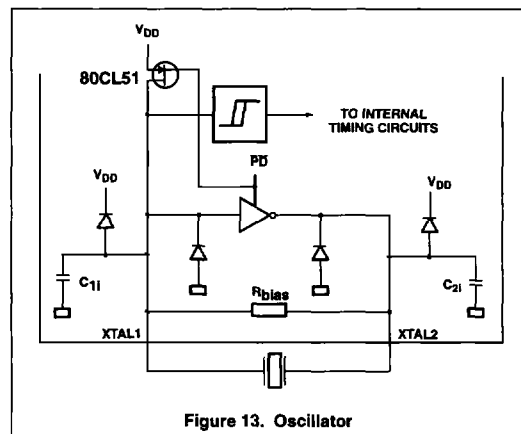 VDD
80CL51
TO INTERNAL
TIMING CIRCUITS
PD
VDD
VDD
C1i
C2i
Rbias
XTAL1
XTAL2
Figure 13. Oscillator